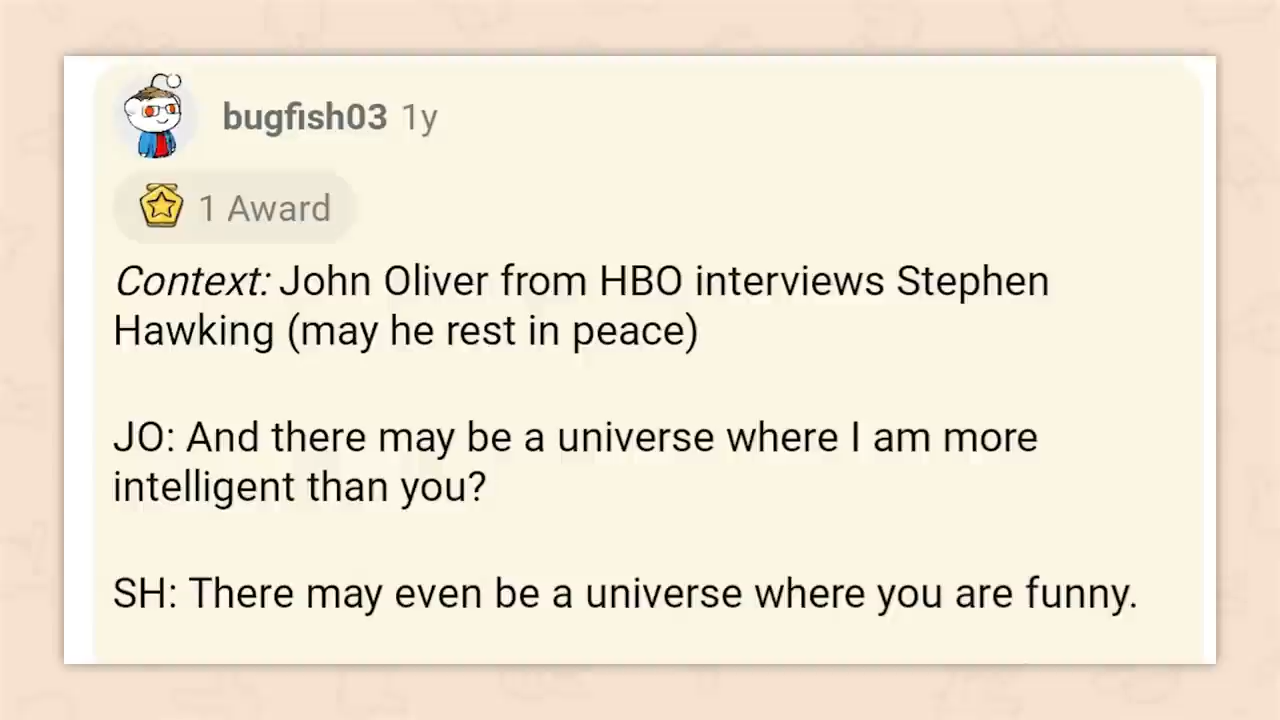 bugfish03 1y
1 Award
Context: John Oliver from HBO interviews Stephen
Hawking (may he rest in peace)
JO: And there may be a universe where I am more
intelligent than you?
SH: There may even be a universe where you are funny.